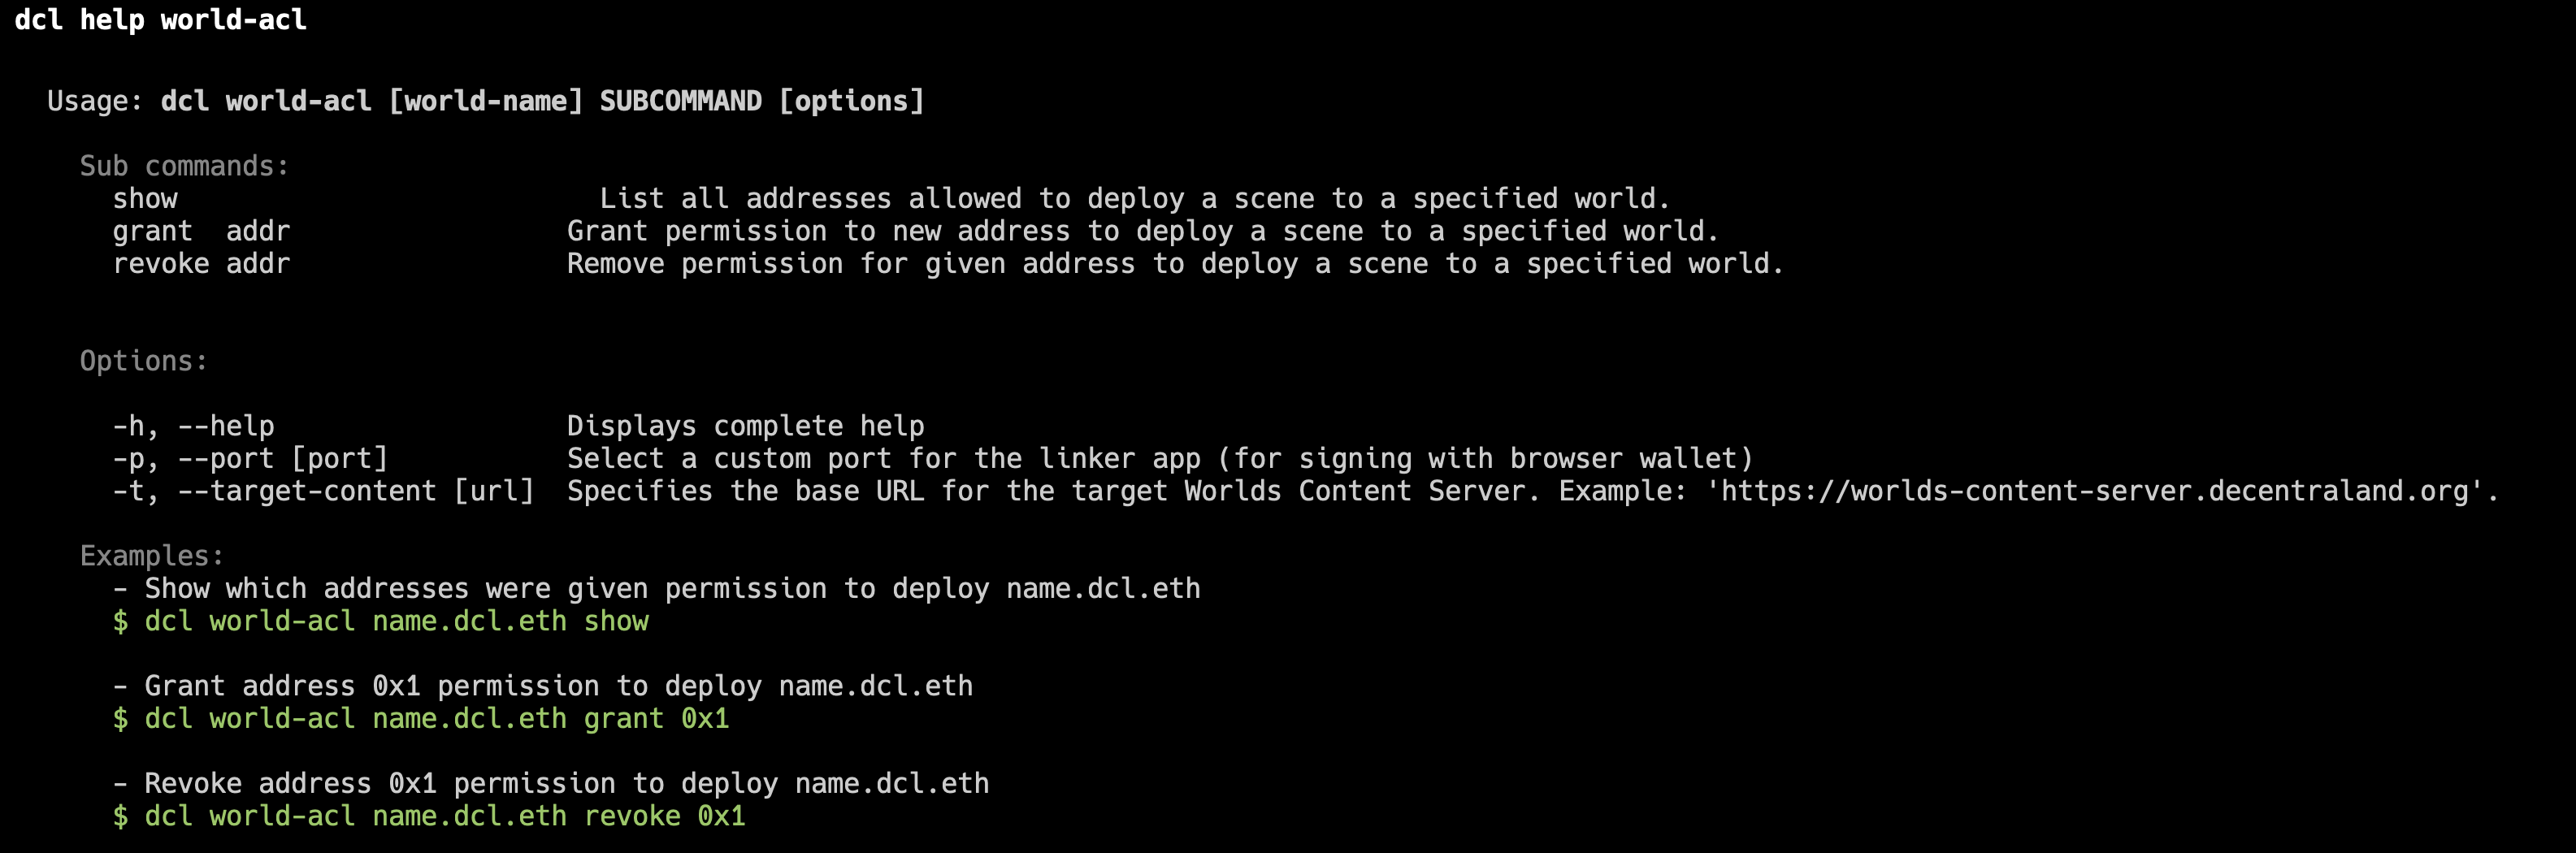 dcl help world-acl
Usage: dcl world-acl [world-name] SUBCOMMAND [options]
Sub commands:
show List all addresses allowed to deploy a scene to a specified world.
grant addr Grant permission to new address to deploy a scene to a specified world.
revoke addr Remove permission for given address to deploy a scene to a specified world.
Options:
-h, --help Displays complete help
-p, --port [port] Select a custom port for the linker app (for signing with browser wallet)
-t, --target-content [url] Specifies the base URL for the target Worlds Content Server. Example: 'https://worlds-content-server.decentraland.org'.
Examples:
- Show which addresses were given permission to deploy name.dcl.eth
$ dcl world-acl name.dcl.eth show
- Grant address 0x1 permission to deploy name.dcl.eth
$ dcl world-acl name.dcl.eth grant 0x1
- Revoke address 0x1 permission to deploy name.dcl.eth
$ dcl world-acl name.dcl.eth revoke 0x1